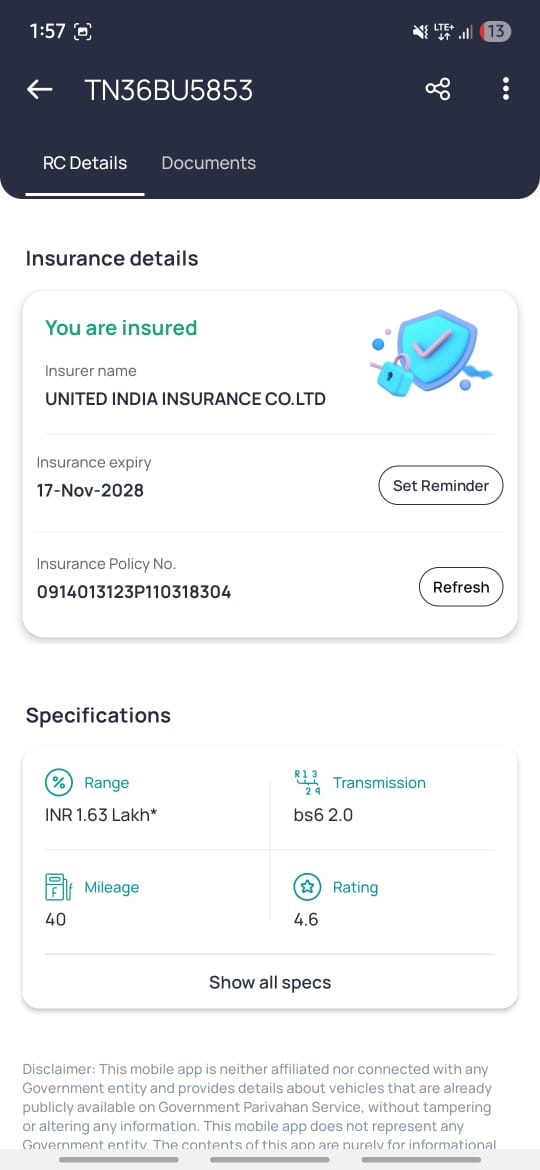 1:57
LTE+
13
TN36BU5853
RC Details
Documents
Insurance details
You are insured
Insurer name
UNITED INDIA INSURANCE CO.LTD
Insurance expiry
17-Nov-2028
Set Reminder
Insurance Policy No.
0914013123P110318304
Refresh
Specifications
%
Range
INR 1.63 Lakh*
R 1 3
2 4
Transmission
bs6 2.0
F
Mileage
40
Rating
4.6
Show all specs
Disclaimer: This mobile app is neither affiliated nor connected with any
Government entity and provides details about vehicles that are already
publicly available on Government Parivahan Service, without tampering
or altering any information. This mobile app does not represent any
Government entity. The contents of this app are purely for informational